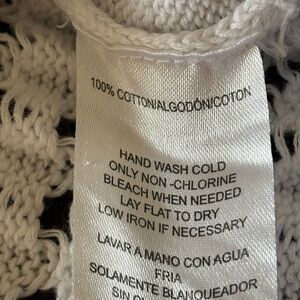 100% COTTON/ALGODÓN/COTON
HAND WASH COLD
ONLY NON-CHLORINE
BLEACH WHEN NEEDED
LAY FLAT TO DRY
LOW IRON IF NECESSARY
LAVAR A MANO CON AGUA
FRIA
SOLAMENTE BLANQUEADOR
SIN